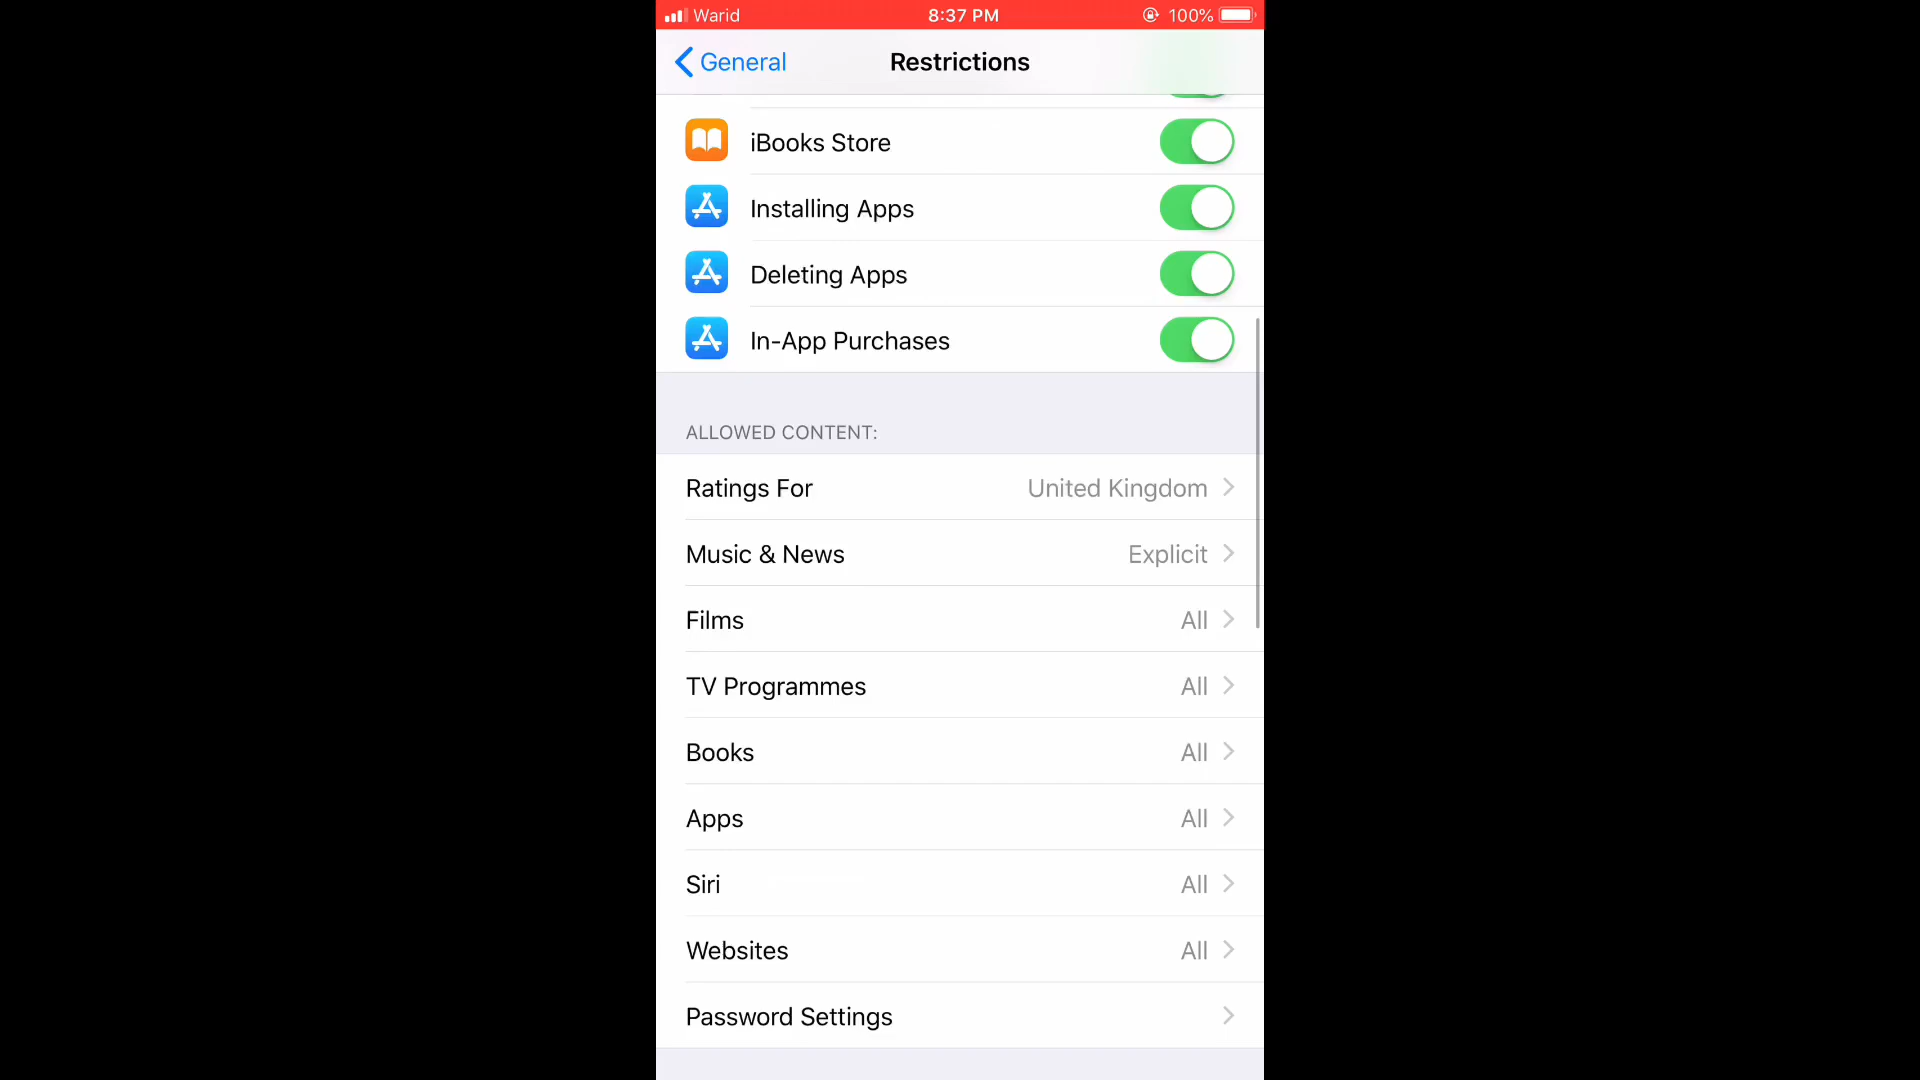 Warid 8:37 PM 100%
General Restrictions
iBooks Store
Installing Apps
Deleting Apps
In-App Purchases
ALLOWED CONTENT:
Ratings For United Kingdom
Music & News Explicit
Films All
TV Programmes All
Books All
Apps All
Siri All
Websites All
Password Settings